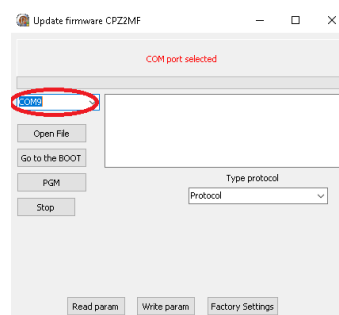 Update firmware CPZ2MF
COM port selected
COM9
Open File
Go to the BOOT
PGM
Stop
Type protocol
Protocol
Read param Write param Factory Settings